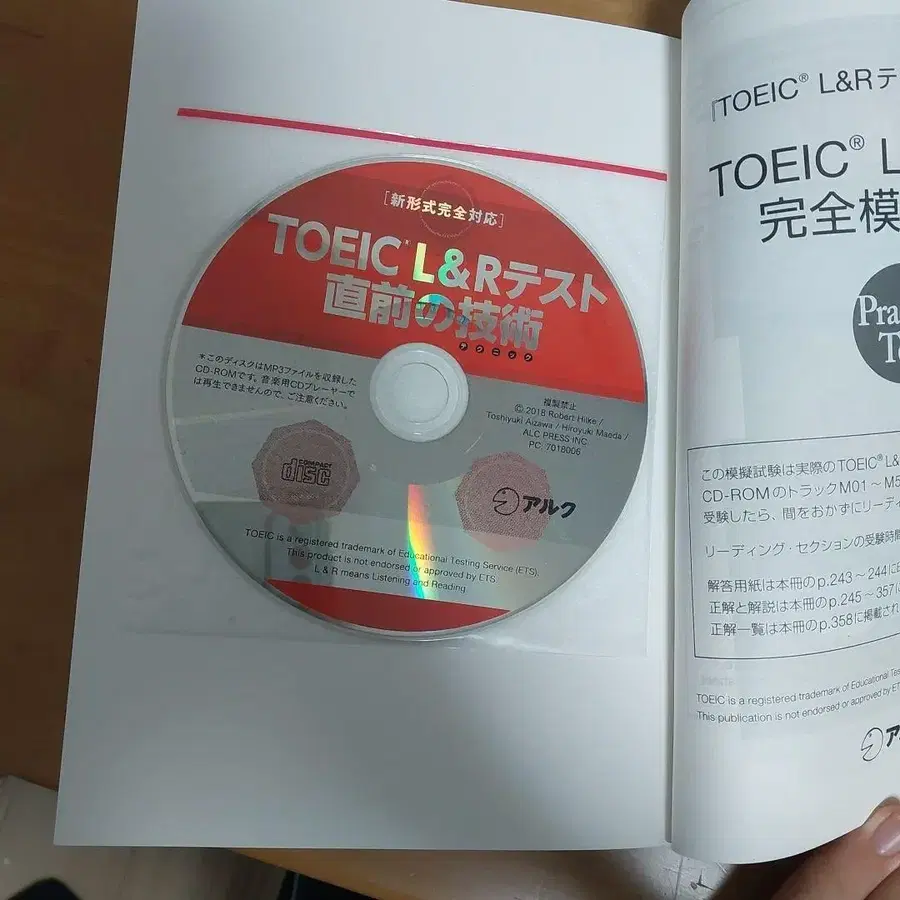 [新形式完全対応]
TOEIC® L&Rテスト
直前の技術
テクニック
＊このディスクはMP3ファイルを収録した
CD-ROMです。音楽用CDプレーヤーで
は再生できませんので、ご注意ください。
複製禁止
© 2018 Robert Hilke /
Toshiyuki Aizawa / Hiroyuki Maeda /
ALC PRESS INC.
PC. 7018006
COMPACT
disc
アルク
TOEIC is a registered trademark of Educational Testing Service (ETS).
This product is not endorsed or approved by ETS.
L & R means Listening and Reading
『TOEIC® L&Rテ
TOEIC® L
完全模
Pra
Te
この模擬試験は実際のTOEIC® L&
CD-ROMのトラックM01～M5
受験したら、間をおかずにリーディ
リーディング・セクションの受験時間
解答用紙は本冊のp.243～244に
正解と解説は本冊のp.245～357に
正解一覧は本冊のp.358に掲載され
TOEIC is a registered trademark of Educational Testing
This publication is not endorsed or approved by ET
ア